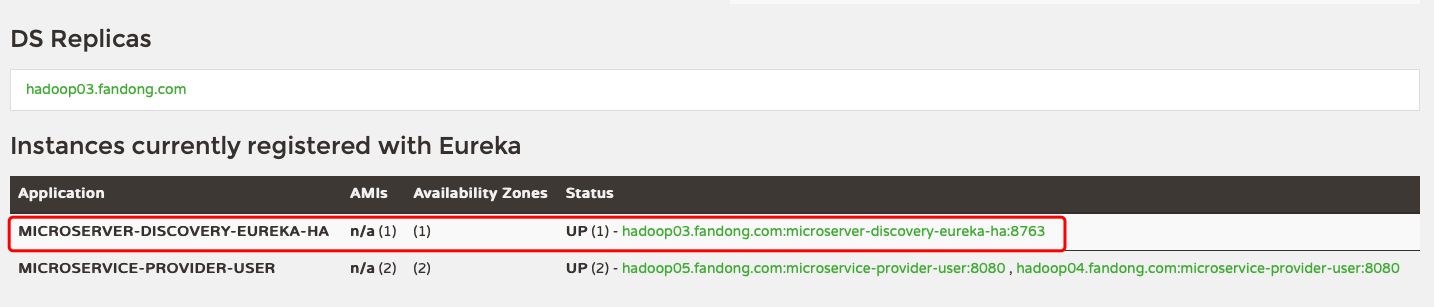 DS Replicas
hadoop03.fandong.com
Instances currently registered with Eureka
Application AMIs Availability Zones Status
MICROSERVER-DISCOVERY-EUREKA-HA n/a (1) (1) UP (1) - hadoop03.fandong.com:microserver-discovery-eureka-ha:8763
MICROSERVICE-PROVIDER-USER n/a (2) (2) UP (2) - hadoop05.fandong.com:microservice-provider-user:8080 , hadoop04.fandong.com:microservice-provider-user:8080